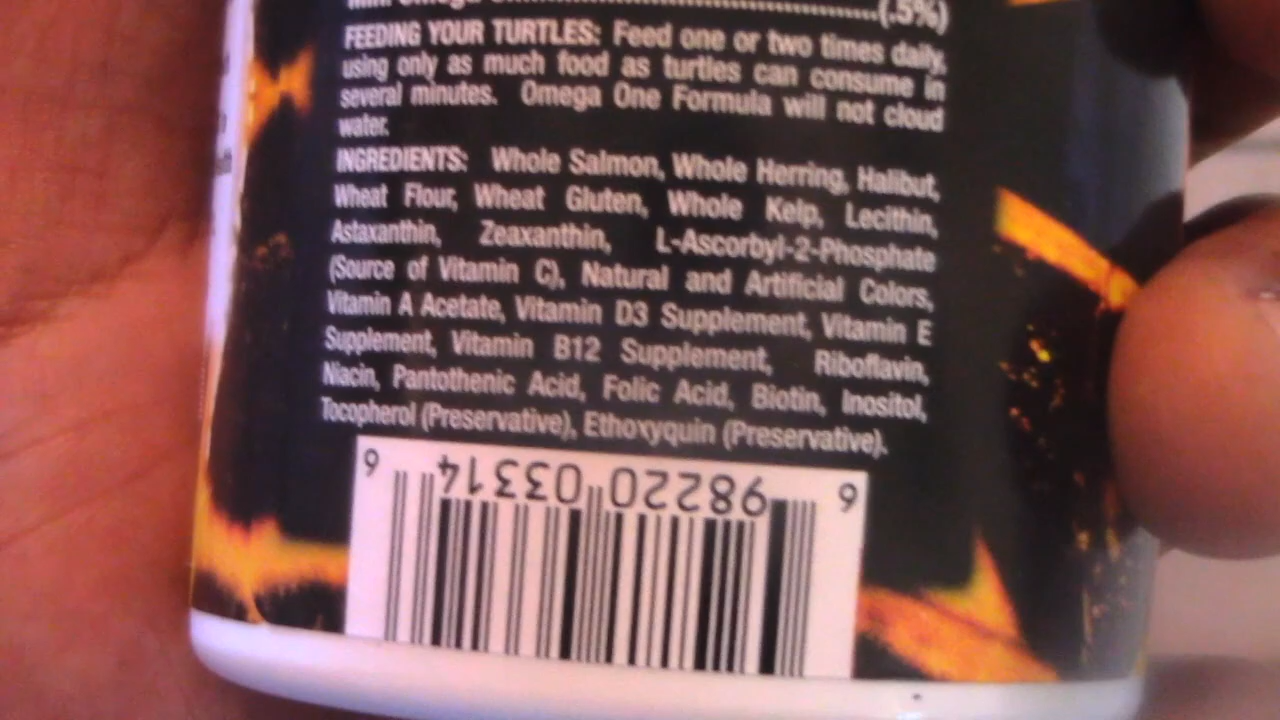 (.5%)
FEEDING YOUR TURTLES: Feed one or two times daily,
using only as much food as turtles can consume in
several minutes. Omega One Formula will not cloud
water.
INGREDIENTS: Whole Salmon, Whole Herring, Halibut,
Wheat Flour, Wheat Gluten, Whole Kelp, Lecithin,
Astaxanthin, Zeaxanthin, L-Ascorbyl-2-Phosphate
(Source of Vitamin C), Natural and Artificial Colors,
Vitamin A Acetate, Vitamin D3 Supplement, Vitamin E
Supplement, Vitamin B12 Supplement, Riboflavin,
Niacin, Pantothenic Acid, Folic Acid, Biotin, Inositol,
Tocopherol (Preservative), Ethoxyquin (Preservative).
6 98220 03314 6